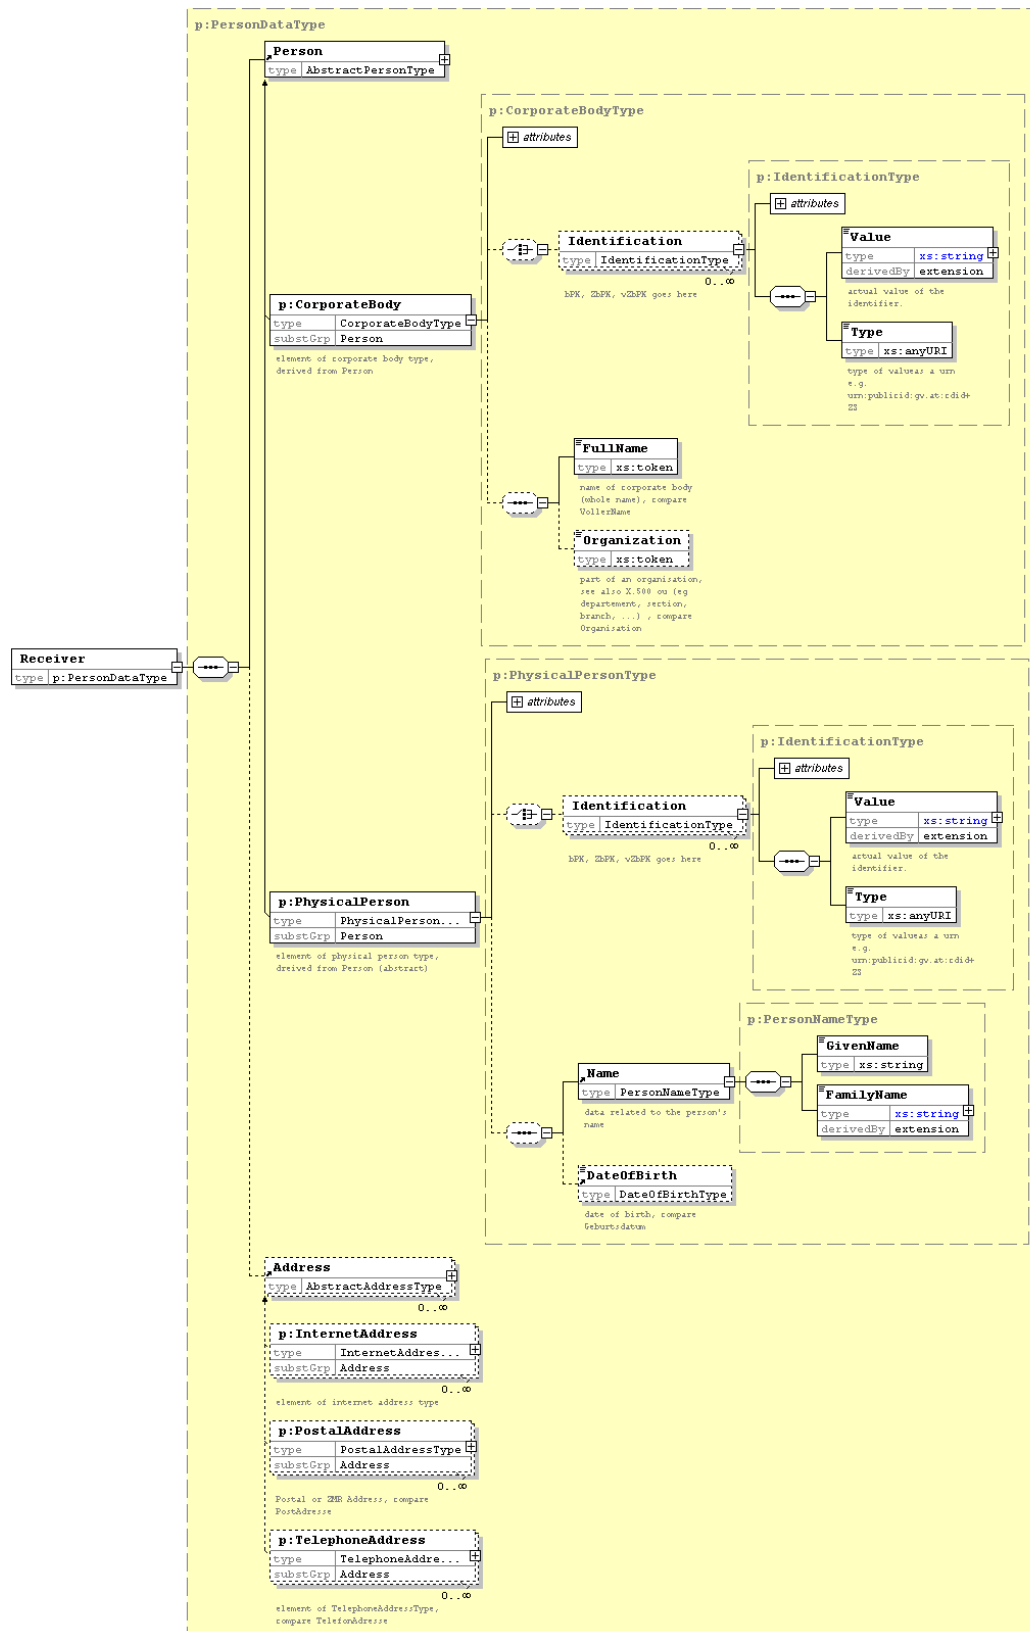 p:PersonDataType
Person
type AbstractPersonType
p:CorporateBodyType
attributes
p:IdentificationType
attributes
Identification
type IdentificationType
0..∞
bPK, ZbPK, vZbPK goes here
Value
type xs:string
derivedBy extension
actual value of the
identifier.
Type
type xs:anyURI
type of valueas a urn
e.g.
urn:publicid:gv.at:cdid+
ZS
p:CorporateBody
type CorporateBodyType
substGrp Person
element of corporate body type,
derived from Person
FullName
type xs:token
name of corporate body
(whole name), compare
VollerName
Organization
type xs:token
part of an organisation,
see also X.500 ou (eg
departement, section,
branch, ...) , compare
Organisation
Receiver
type p:PersonDataType
p:PhysicalPersonType
attributes
p:IdentificationType
attributes
Identification
type IdentificationType
0..∞
bPK, ZbPK, vZbPK goes here
Value
type xs:string
derivedBy extension
actual value of the
identifier.
Type
type xs:anyURI
type of valueas a urn
e.g.
urn:publicid:gv.at:cdid+
ZS
p:PhysicalPerson
type PhysicalPerson...
substGrp Person
element of physical person type,
dreived from Person (abstract)
p:PersonNameType
Name
type PersonNameType
data related to the person's
name
GivenName
type xs:string
FamilyName
type xs:string
derivedBy extension
DateOfBirth
type DateOfBirthType
date of birth, compare
Geburtsdatum
Address
type AbstractAddressType
0..∞
p:InternetAddress
type InternetAddres...
substGrp Address
0..∞
element of internet address type
p:PostalAddress
type PostalAddressType
substGrp Address
0..∞
Postal or ZMR Address, compare
PostAdresse
p:TelephoneAddress
type TelephoneAddre...
substGrp Address
0..∞
element of TelephoneAddressType,
compare TelefonAdresse